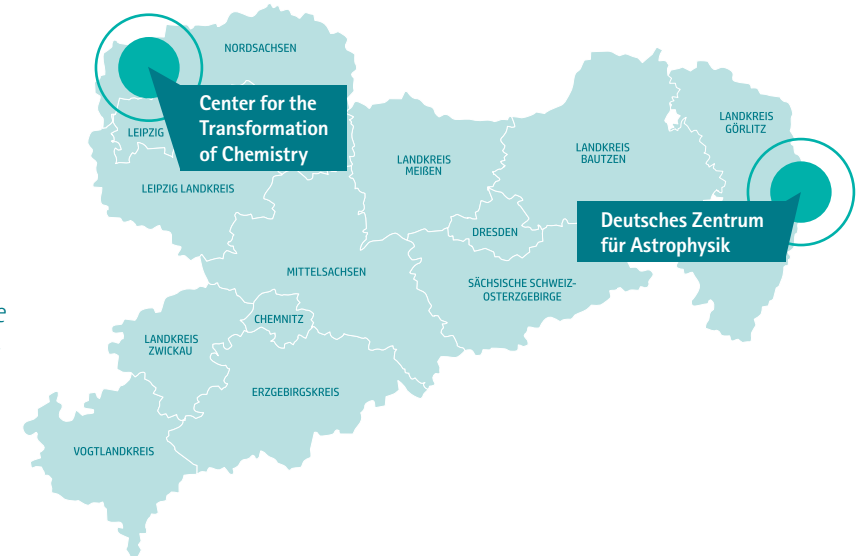 NORDSACHSEN
Center for the
Transformation
of Chemistry
LEIPZIG
LEIPZIG LANDKREIS
LANDKREIS
MEIßEN
LANDKREIS
BAUTZEN
LANDKREIS
GÖRLITZ
Deutsches Zentrum
für Astrophysik
DRESDEN
MITTELSACHSEN
SÄCHSISCHE SCHWEIZ-
OSTERZGEBIRGE
CHEMNITZ
LANDKREIS
ZWICKAU
ERZGEBIRGSKREIS
VOGTLANDKREIS